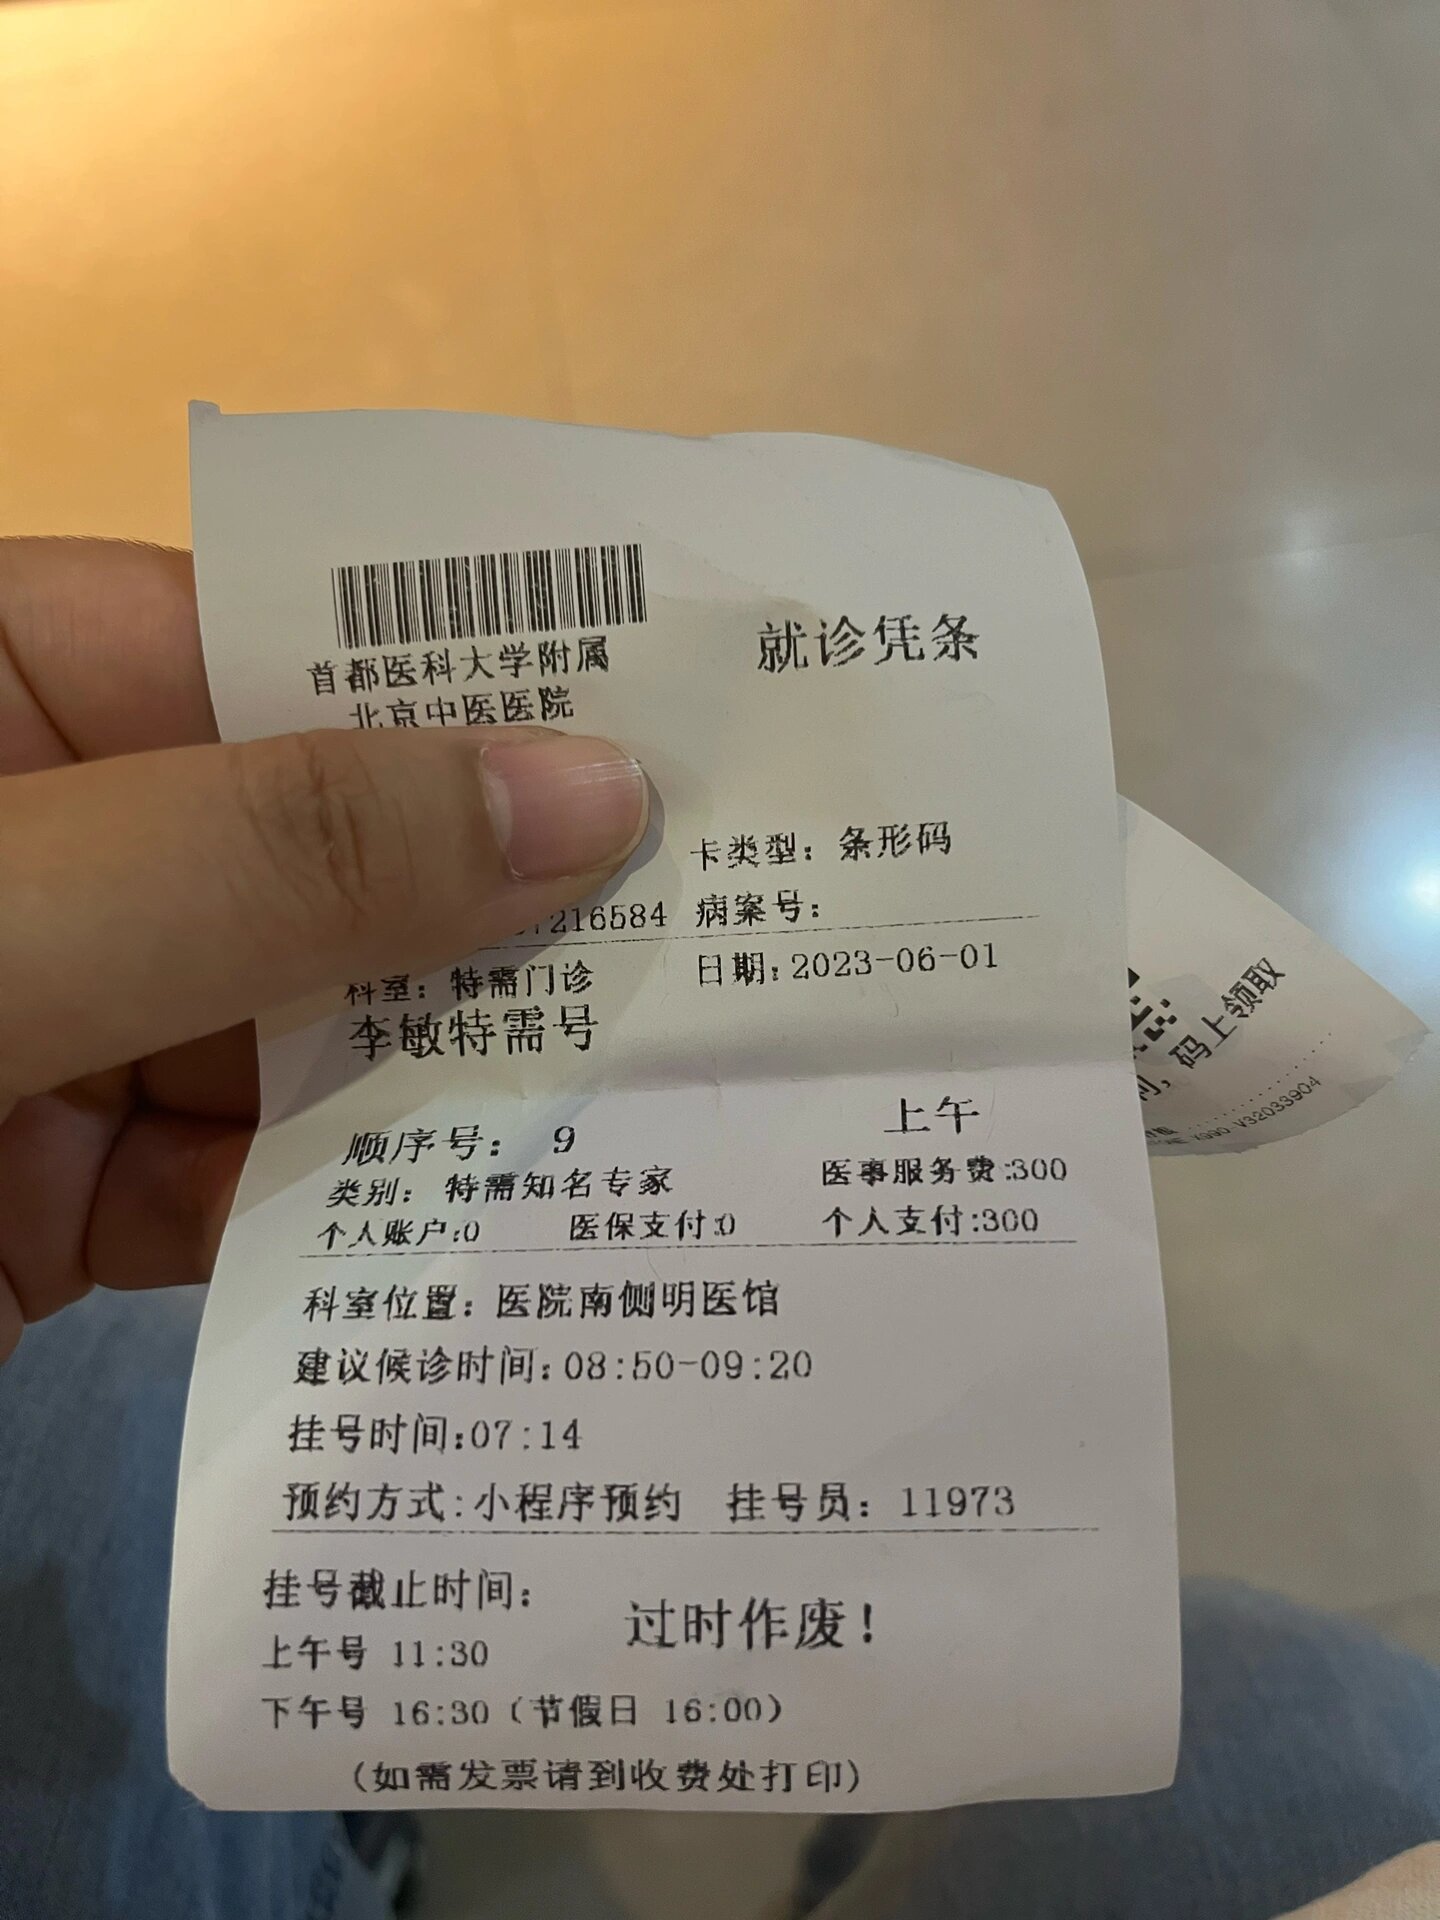 首都医科大学附属
北京中医医院
就诊凭条
卡类型：条形码
216584 病案号：
科室：特需门诊 日期：2023-06-01
李敏特需号
顺序号： 9 上午
类别：特需知名专家 医事服务费:300
个人账户:0 医保支付:0 个人支付:300
科室位置：医院南侧明医馆
建议候诊时间：08:50-09:20
挂号时间:07:14
预约方式:小程序预约 挂号员：11973
挂号截止时间：
过时作废！
上午号 11:30
下午号 16:30（节假日 16:00）
(如需发票请到收费处打印)
码上领取
V32033904